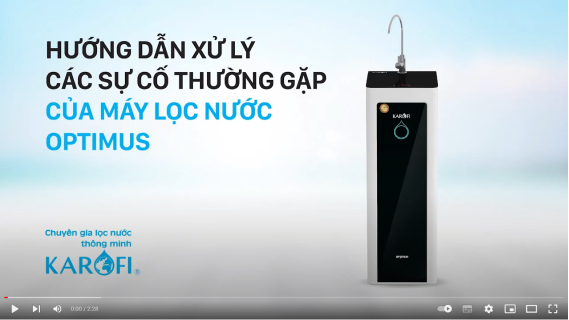 HƯỚNG DẪN XỬ LÝ
CÁC SỰ CỐ THƯỜNG GẶP
CỦA MÁY LỌC NƯỚC
OPTIMUS
KAROFI
Chuyên gia lọc nước
thông minh
KAROFI®
0:00 / 2:28